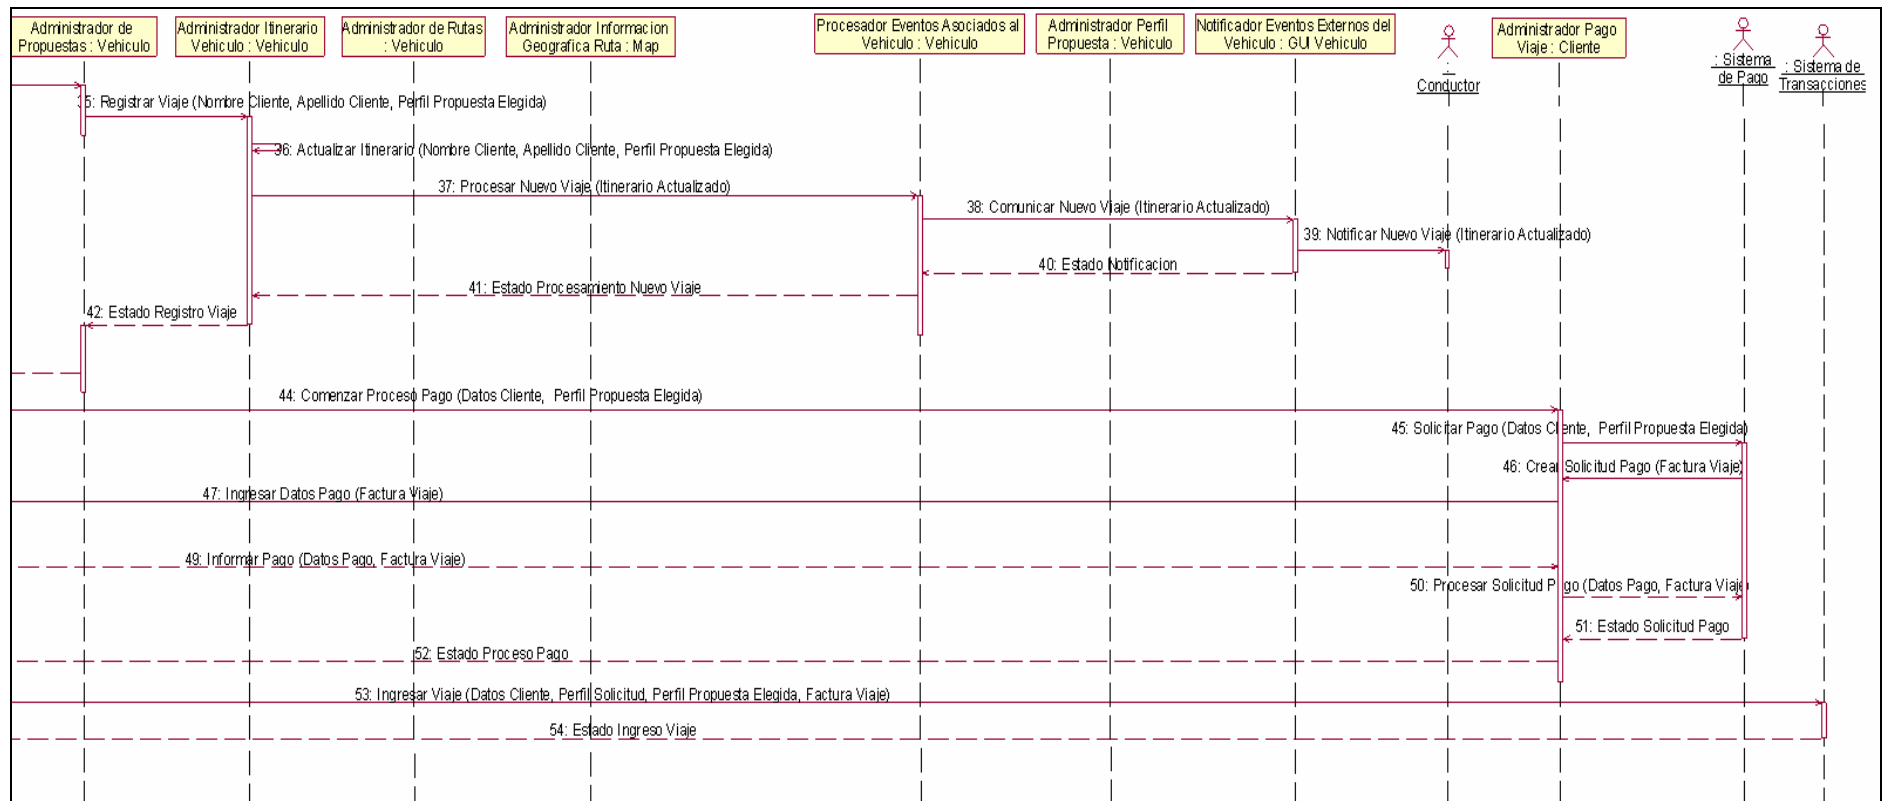 Administrador de
Propuestas : Vehiculo
Administrador Itinerario
Vehiculo : Vehiculo
Administrador de Rutas
: Vehiculo
Administrador Informacion
Geografica Ruta : Map
Procesador Eventos Asociados al
Vehiculo : Vehiculo
Administrador Perfil
Propuesta : Vehiculo
Notificador Eventos Externos del
Vehiculo : GUI Vehiculo
:
Conductor
Administrador Pago
Viaje : Cliente
: Sistema
de Pago
: Sistema de
Transacciones
35: Registrar Viaje (Nombre Cliente, Apellido Cliente, Perfil Propuesta Elegida)
36: Actualizar Itinerario (Nombre Cliente, Apellido Cliente, Perfil Propuesta Elegida)
37: Procesar Nuevo Viaje (Itinerario Actualizado)
38: Comunicar Nuevo Viaje (Itinerario Actualizado)
39: Notificar Nuevo Viaje (Itinerario Actualizado)
40: Estado Notificacion
41: Estado Procesamiento Nuevo Viaje
42: Estado Registro Viaje
44: Comenzar Proceso Pago (Datos Cliente, Perfil Propuesta Elegida)
45: Solicitar Pago (Datos Cliente, Perfil Propuesta Elegida)
46: Crear Solicitud Pago (Factura Viaje)
47: Ingresar Datos Pago (Factura Viaje)
49: Informar Pago (Datos Pago, Factura Viaje)
50: Procesar Solicitud Pago (Datos Pago, Factura Viaje)
51: Estado Solicitud Pago
52: Estado Proceso Pago
53: Ingresar Viaje (Datos Cliente, Perfil Solicitud, Perfil Propuesta Elegida, Factura Viaje)
54: Estado Ingreso Viaje